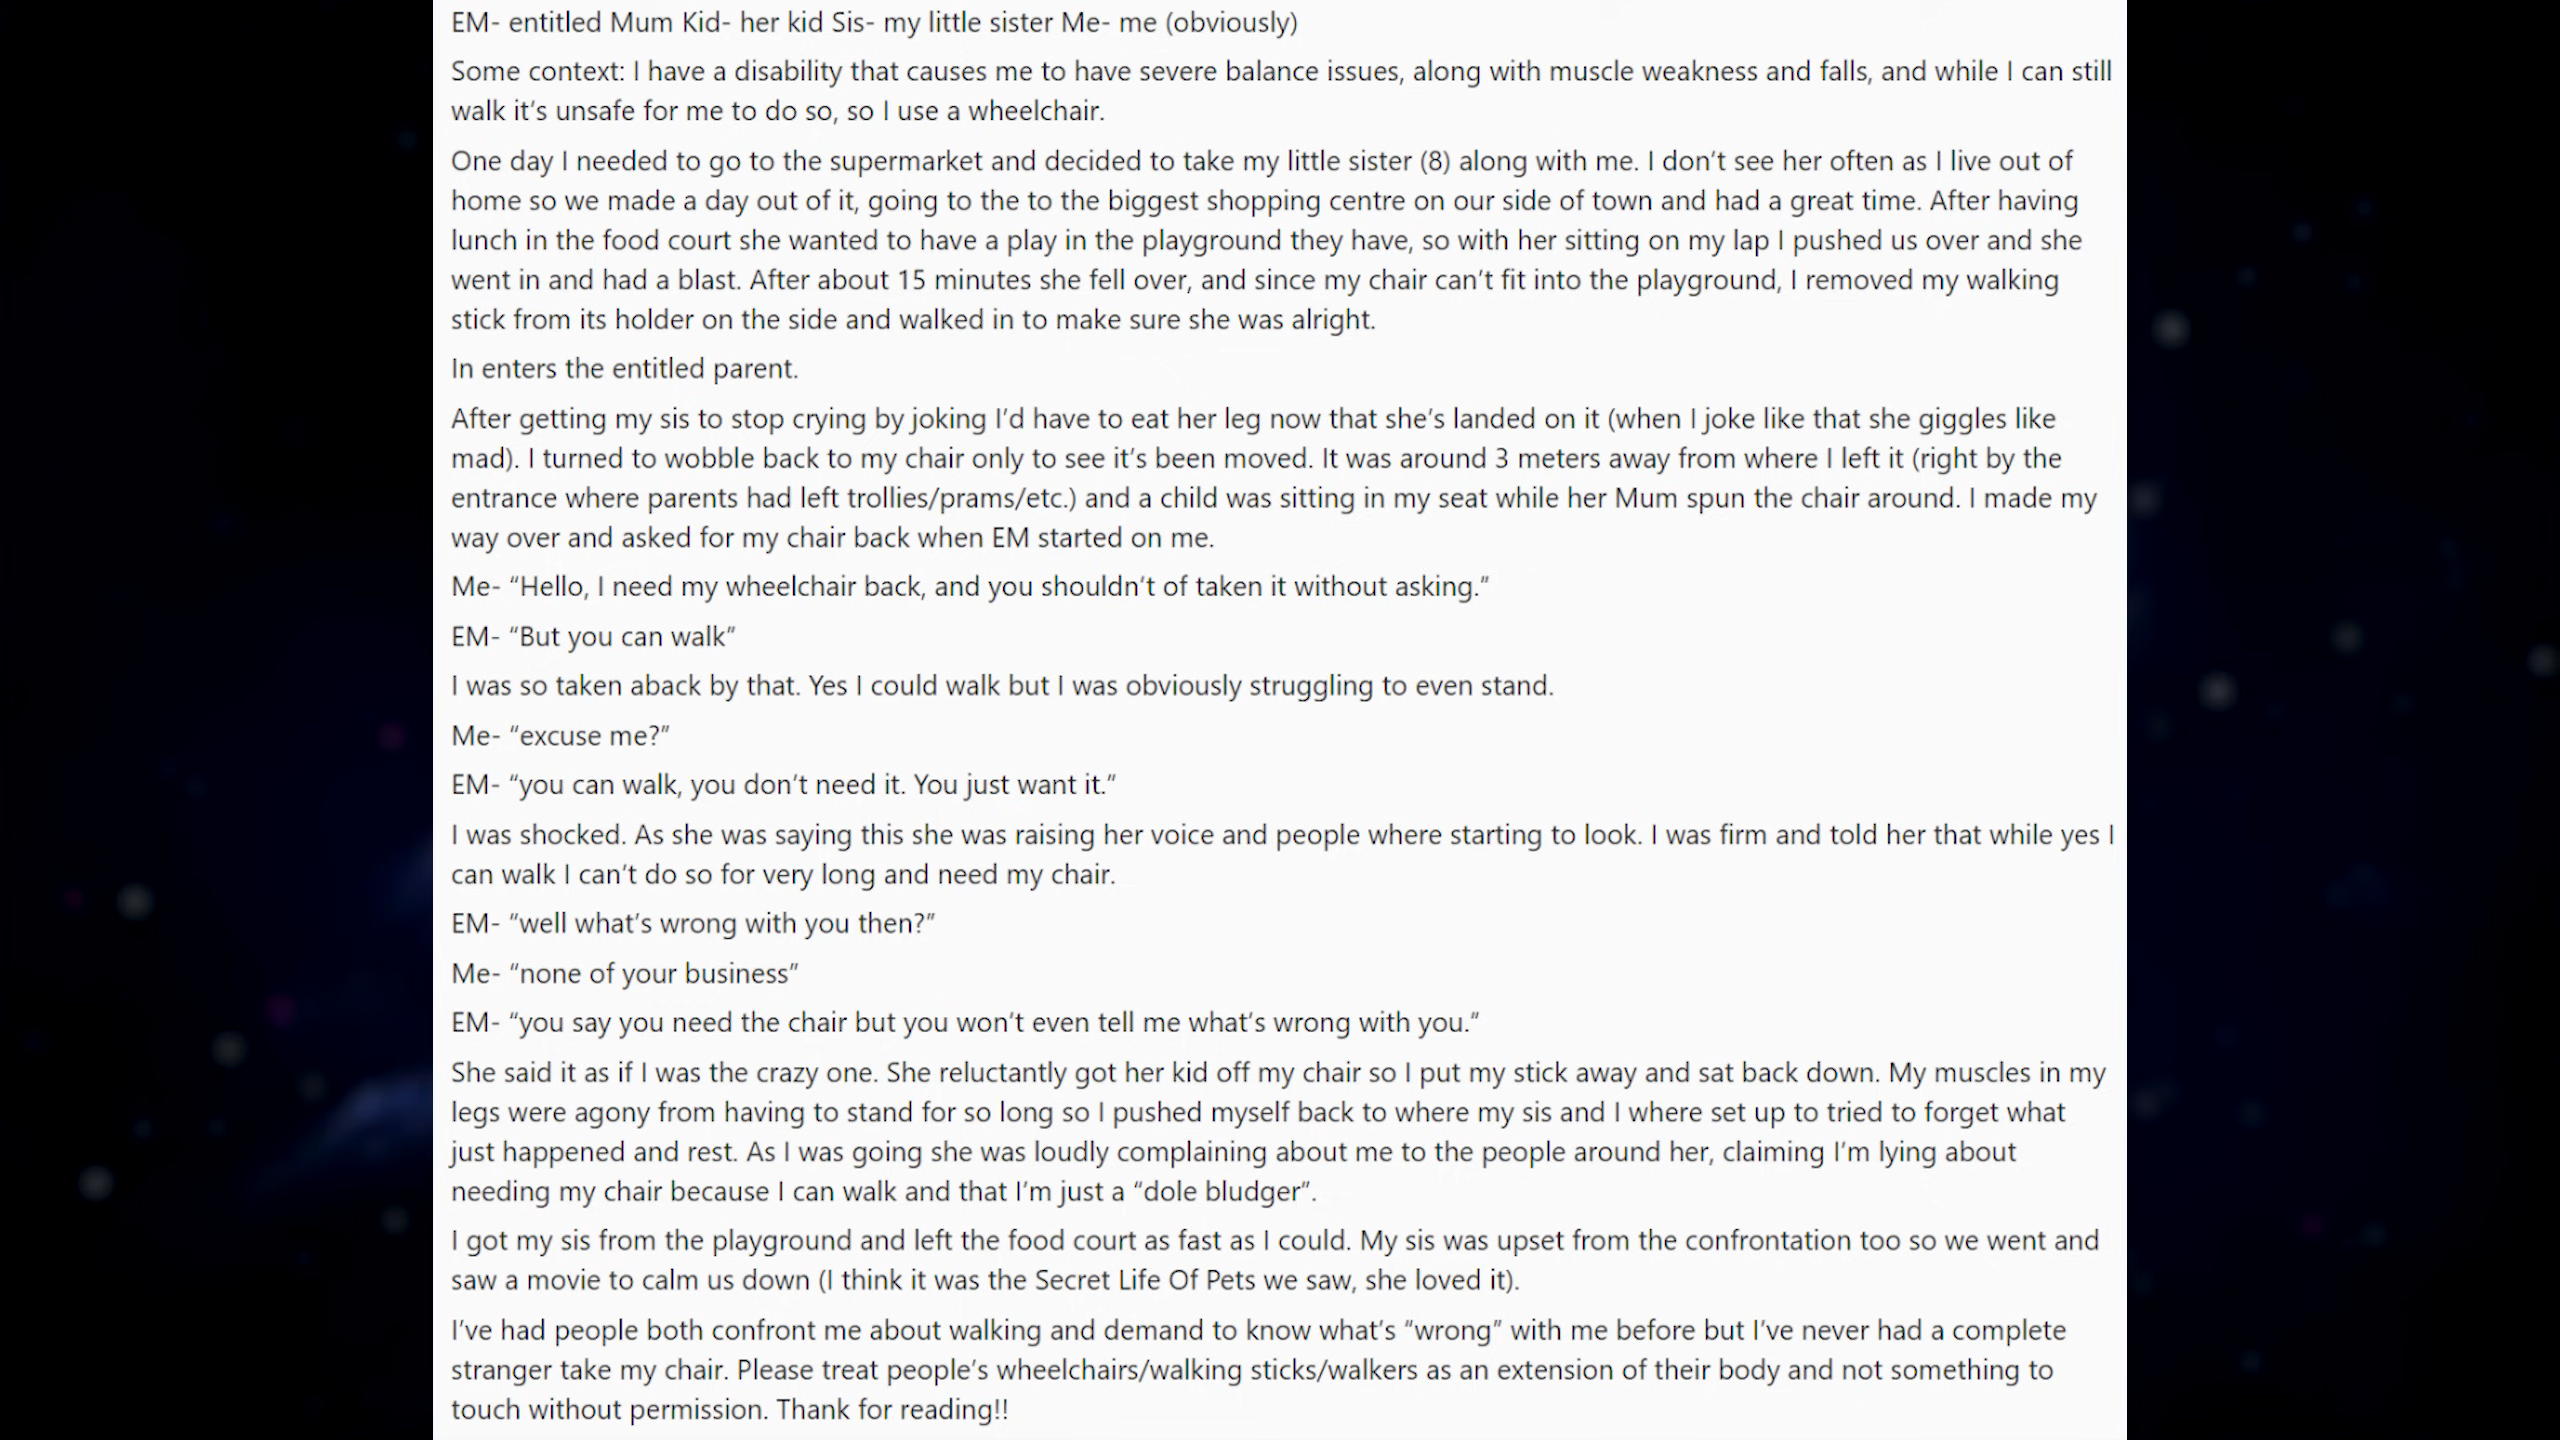 EM- entitled Mum Kid- her kid Sis- my little sister Me- me (obviously)
Some context: I have a disability that causes me to have severe balance issues, along with muscle weakness and falls, and while I can still
walk it’s unsafe for me to do so, so I use a wheelchair.
One day I needed to go to the supermarket and decided to take my little sister (8) along with me. I don’t see her often as I live out of
home so we made a day out of it, going to the to the biggest shopping centre on our side of town and had a great time. After having
lunch in the food court she wanted to have a play in the playground they have, so with her sitting on my lap I pushed us over and she
went in and had a blast. After about 15 minutes she fell over, and since my chair can’t fit into the playground, I removed my walking
stick from its holder on the side and walked in to make sure she was alright.
In enters the entitled parent.
After getting my sis to stop crying by joking I’d have to eat her leg now that she’s landed on it (when I joke like that she giggles like
mad). I turned to wobble back to my chair only to see it’s been moved. It was around 3 meters away from where I left it (right by the
entrance where parents had left trollies/prams/etc.) and a child was sitting in my seat while her Mum spun the chair around. I made my
way over and asked for my chair back when EM started on me.
Me- “Hello, I need my wheelchair back, and you shouldn’t of taken it without asking.”
EM- “But you can walk”
I was so taken aback by that. Yes I could walk but I was obviously struggling to even stand.
Me- “excuse me?”
EM- “you can walk, you don’t need it. You just want it.”
I was shocked. As she was saying this she was raising her voice and people where starting to look. I was firm and told her that while yes I
can walk I can’t do so for very long and need my chair.
EM- “well what’s wrong with you then?”
Me- “none of your business”
EM- “you say you need the chair but you won’t even tell me what’s wrong with you.”
She said it as if I was the crazy one. She reluctantly got her kid off my chair so I put my stick away and sat back down. My muscles in my
legs were agony from having to stand for so long so I pushed myself back to where my sis and I where set up to tried to forget what
just happened and rest. As I was going she was loudly complaining about me to the people around her, claiming I’m lying about
needing my chair because I can walk and that I’m just a “dole bludger”.
I got my sis from the playground and left the food court as fast as I could. My sis was upset from the confrontation too so we went and
saw a movie to calm us down (I think it was the Secret Life Of Pets we saw, she loved it).
I’ve had people both confront me about walking and demand to know what’s “wrong” with me before but I’ve never had a complete
stranger take my chair. Please treat people’s wheelchairs/walking sticks/walkers as an extension of their body and not something to
touch without permission. Thank for reading!!